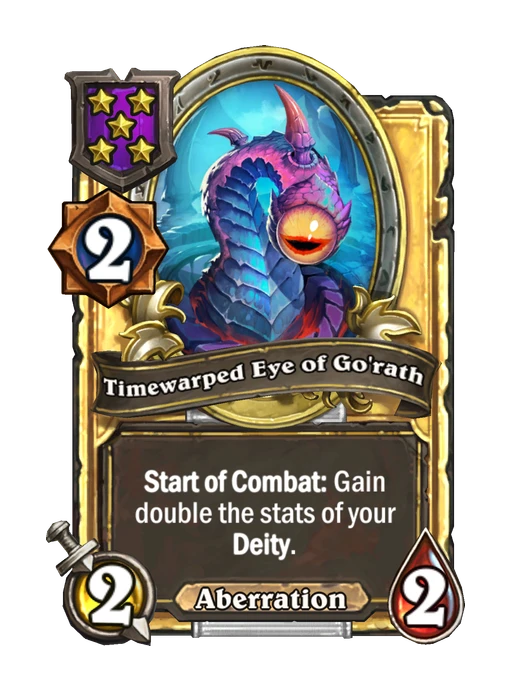 2
Timewarped Eye of Go'rath
Start of Combat: Gain
double the stats of your
Deity.
2
Aberration
2